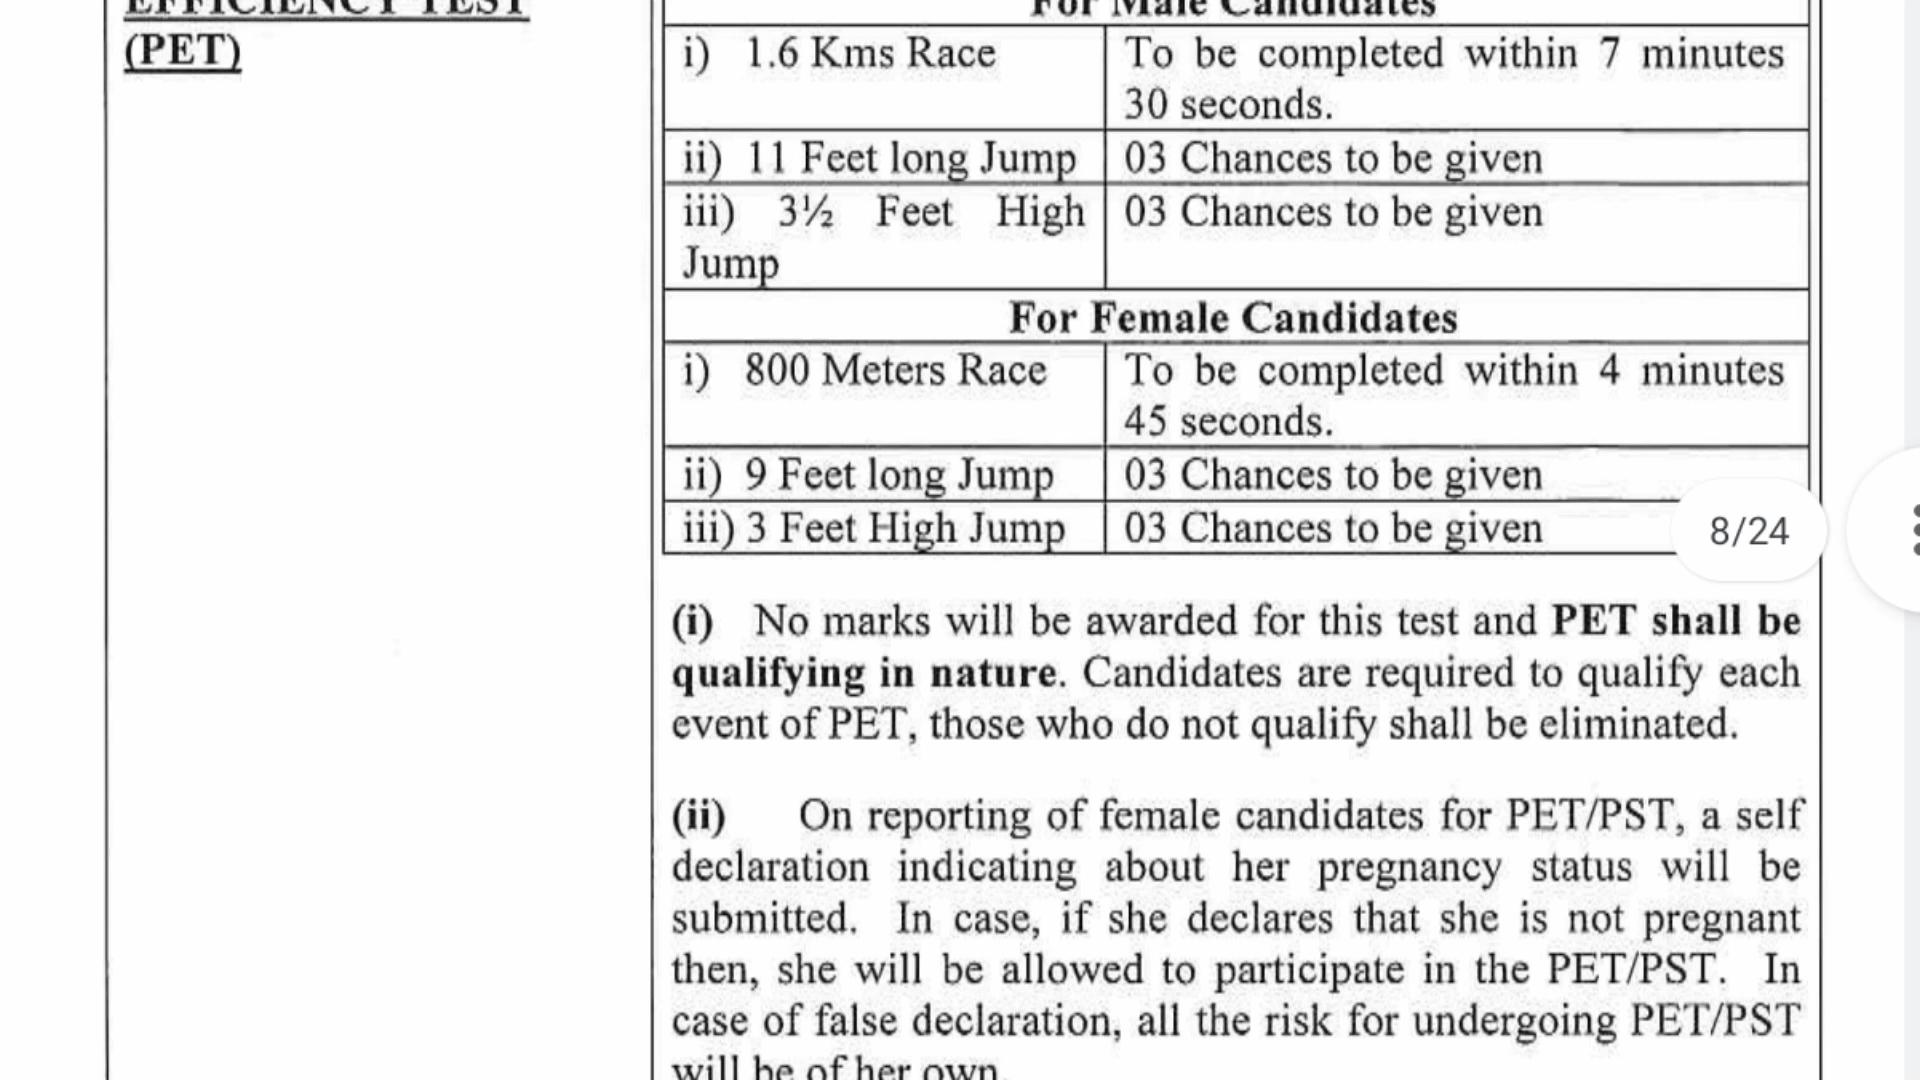 EFFICIENCY TEST
(PET)
For Male Candidates
i) 1.6 Kms Race To be completed within 7 minutes
30 seconds.
ii) 11 Feet long Jump 03 Chances to be given
iii) 3½ Feet High 03 Chances to be given
Jump
For Female Candidates
i) 800 Meters Race To be completed within 4 minutes
45 seconds.
ii) 9 Feet long Jump 03 Chances to be given
iii) 3 Feet High Jump 03 Chances to be given
8/24
(i) No marks will be awarded for this test and PET shall be
qualifying in nature. Candidates are required to qualify each
event of PET, those who do not qualify shall be eliminated.
(ii) On reporting of female candidates for PET/PST, a self
declaration indicating about her pregnancy status will be
submitted. In case, if she declares that she is not pregnant
then, she will be allowed to participate in the PET/PST. In
case of false declaration, all the risk for undergoing PET/PST
will be of her own.